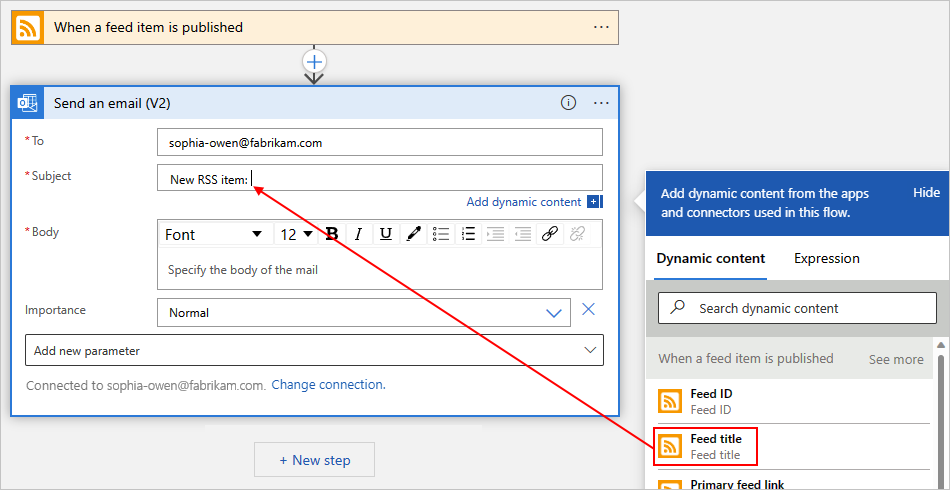 When a feed item is published
Send an email (V2)
*To
sophia-owen@fabrikam.com
*Subject
New RSS item:
Add dynamic content
*Body
Font
12
B I U
Specify the body of the mail
Importance
Normal
Add new parameter
Connected to sophia-owen@fabrikam.com. Change connection.
+ New step
Add dynamic content from the apps
and connectors used in this flow.
Hide
Dynamic content
Expression
Search dynamic content
When a feed item is published
See more
Feed ID
Feed ID
Feed title
Feed title
Primary feed link